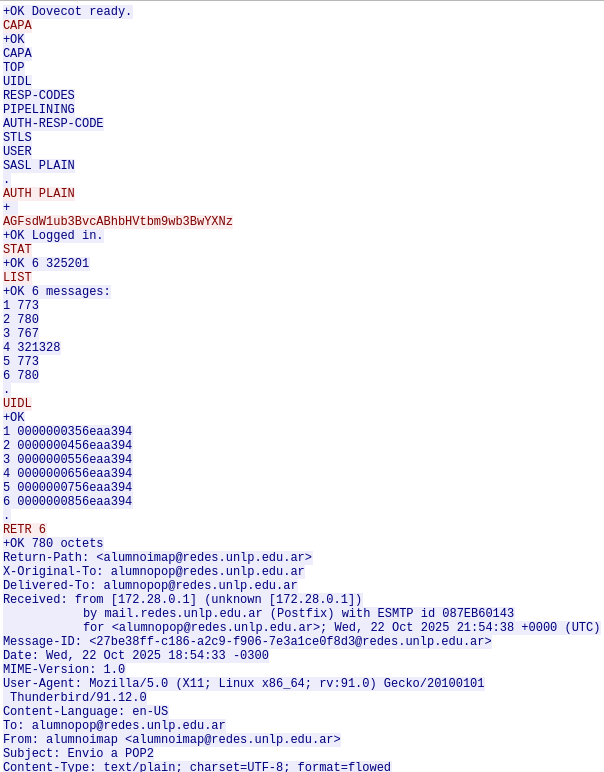 +OK Dovecot ready.
CAPA
+OK
CAPA
TOP
UIDL
RESP-CODES
PIPELINING
AUTH-RESP-CODE
STLS
USER
SASL PLAIN
.
AUTH PLAIN
+
AGFsdW1ub3BvcABhbHVtbm9wb3BwYXNz
+OK Logged in.
STAT
+OK 6 325201
LIST
+OK 6 messages:
1 773
2 780
3 767
4 321328
5 773
6 780
.
UIDL
+OK
1 0000000356eaa394
2 0000000456eaa394
3 0000000556eaa394
4 0000000656eaa394
5 0000000756eaa394
6 0000000856eaa394
.
RETR 6
+OK 780 octets
Return-Path: <alumnoimap@redes.unlp.edu.ar>
X-Original-To: alumnopop@redes.unlp.edu.ar
Delivered-To: alumnopop@redes.unlp.edu.ar
Received: from [172.28.0.1] (unknown [172.28.0.1])
by mail.redes.unlp.edu.ar (Postfix) with ESMTP id 087EB60143
for <alumnopop@redes.unlp.edu.ar>; Wed, 22 Oct 2025 21:54:38 +0000 (UTC)
Message-ID: <27be38ff-c186-a2c9-f906-7e3a1ce0f8d3@redes.unlp.edu.ar>
Date: Wed, 22 Oct 2025 18:54:33 -0300
MIME-Version: 1.0
User-Agent: Mozilla/5.0 (X11; Linux x86_64; rv:91.0) Gecko/20100101
Thunderbird/91.12.0
Content-Language: en-US
To: alumnopop@redes.unlp.edu.ar
From: alumnoimap <alumnoimap@redes.unlp.edu.ar>
Subject: Envio a POP2
Content-Type: text/plain; charset=UTF-8; format=flowed